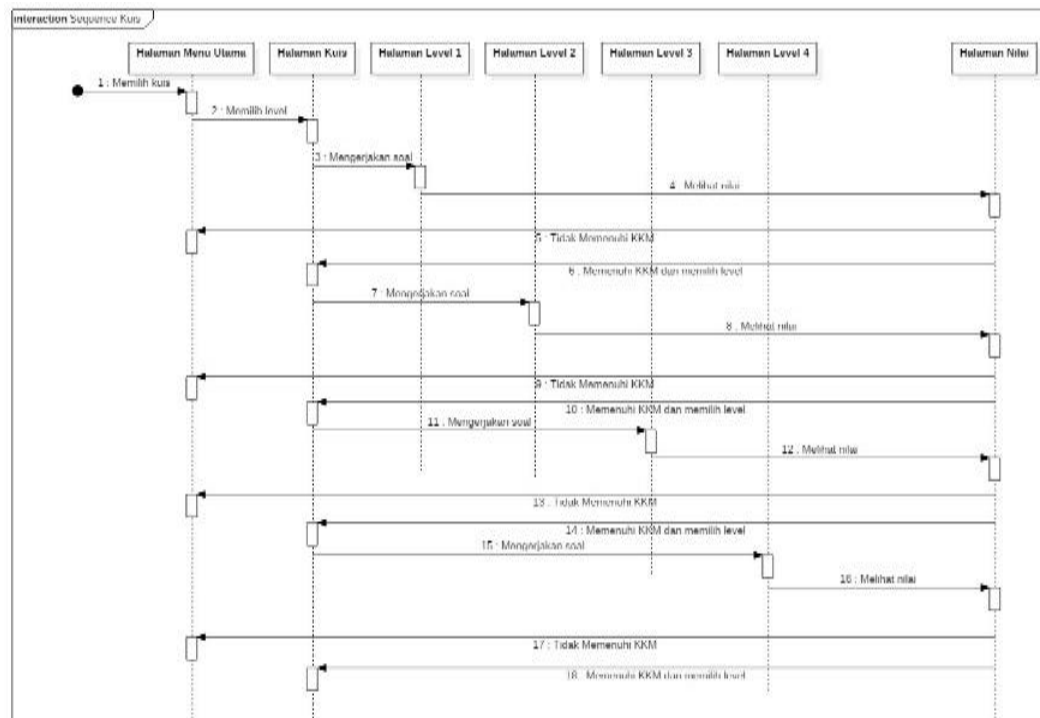 interaction Sequence Kuis
Halaman Menu Utama
Halaman Kuis
Halaman Level 1
Halaman Level 2
Halaman Level 3
Halaman Level 4
Halaman Nilai
1 : Memilih kuis
2 : Memilih level
3 : Mengerjakan soal
4 : Melihat nilai
5 : Tidak Memenuhi KKM
6 : Memenuhi KKM dan memilih level
7 : Mengerjakan soal
8 : Melihat nilai
9 : Tidak Memenuhi KKM
10 : Memenuhi KKM dan memilih level
11 : Mengerjakan soal
12 : Melihat nilai
13 : Tidak Memenuhi KKM
14 : Memenuhi KKM dan memilih level
15 : Mengerjakan soal
16 : Melihat nilai
17 : Tidak Memenuhi KKM
18 : Memenuhi KKM dan memilih level